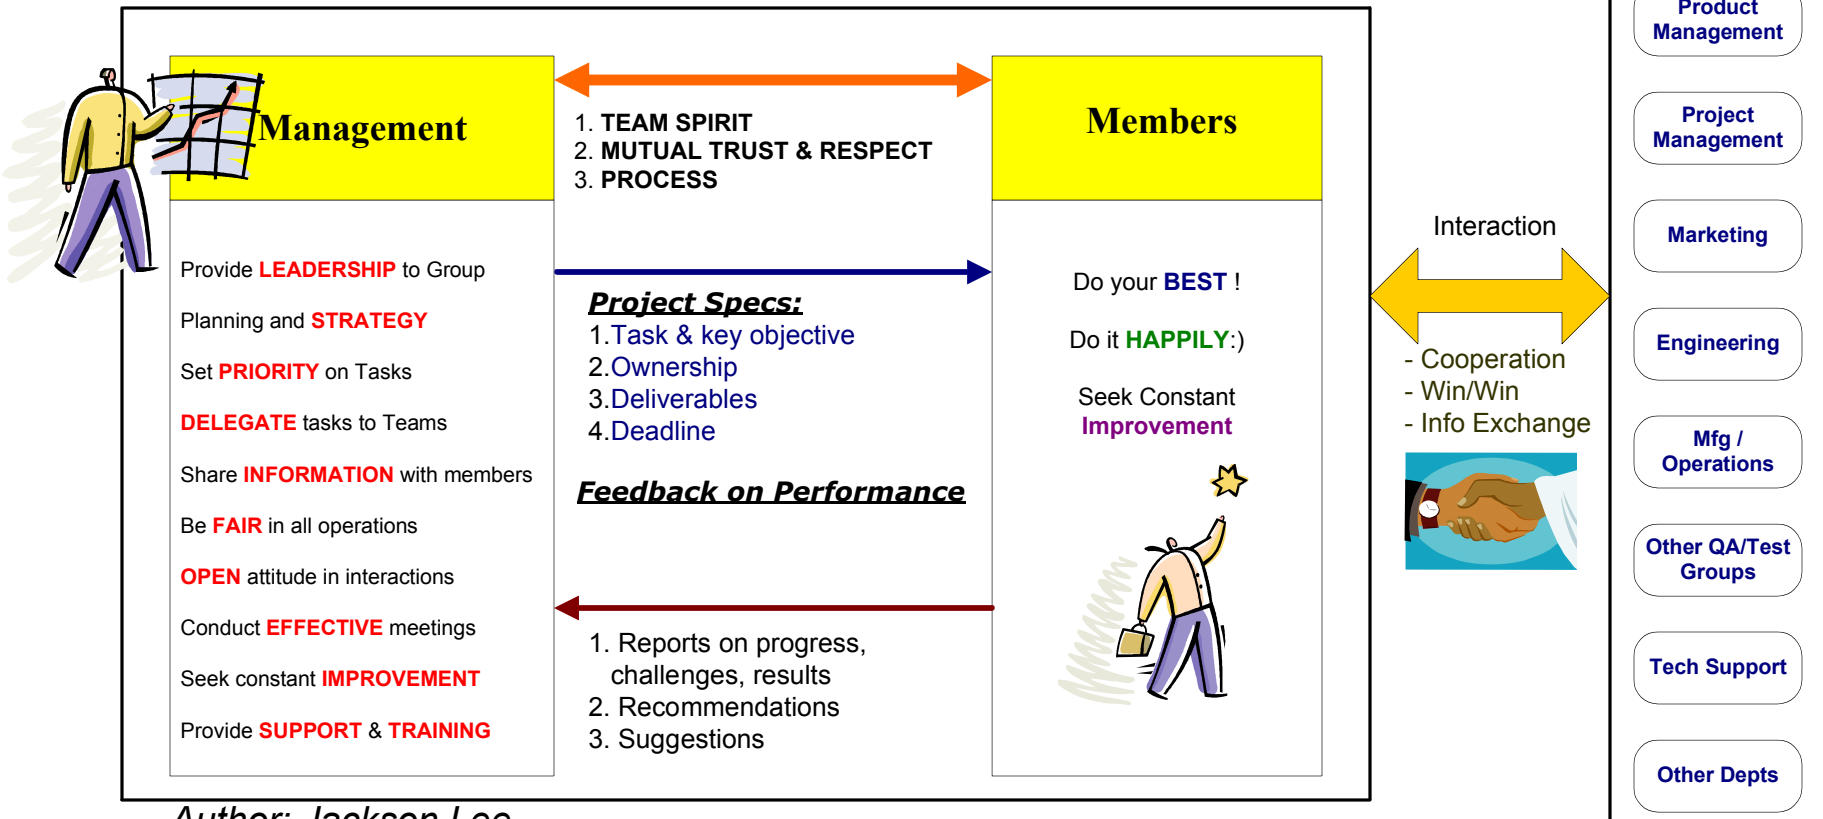 Management
Provide LEADERSHIP to Group
Planning and STRATEGY
Set PRIORITY on Tasks
DELEGATE tasks to Teams
Share INFORMATION with members
Be FAIR in all operations
OPEN attitude in interactions
Conduct EFFECTIVE meetings
Seek constant IMPROVEMENT
Provide SUPPORT & TRAINING
1. TEAM SPIRIT
2. MUTUAL TRUST & RESPECT
3. PROCESS
Project Specs:
1.Task & key objective
2.Ownership
3.Deliverables
4.Deadline
Feedback on Performance
1. Reports on progress,
challenges, results
2. Recommendations
3. Suggestions
Members
Do your BEST !
Do it HAPPILY:)
Seek Constant
Improvement
Interaction
- Cooperation
- Win/Win
- Info Exchange
Product
Management
Project
Management
Marketing
Engineering
Mfg /
Operations
Other QA/Test
Groups
Tech Support
Other Depts
Author: Jackson Lee